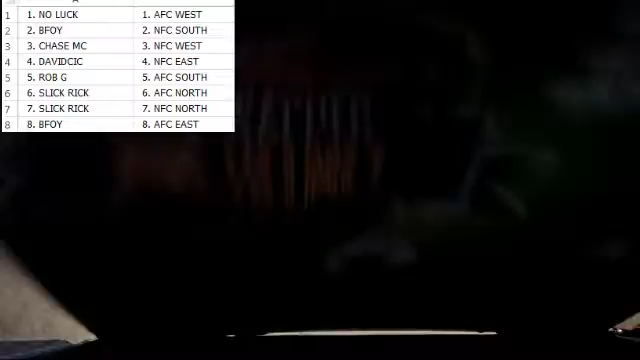 1 1. NO LUCK 1. AFC WEST
2 2. BFOY 2. NFC SOUTH
3 3. CHASE MC 3. NFC WEST
4 4. DAVIDCIC 4. NFC EAST
5 5. ROB G 5. AFC SOUTH
6 6. SLICK RICK 6. AFC NORTH
7 7. SLICK RICK 7. NFC NORTH
8 8. BFOY 8. AFC EAST